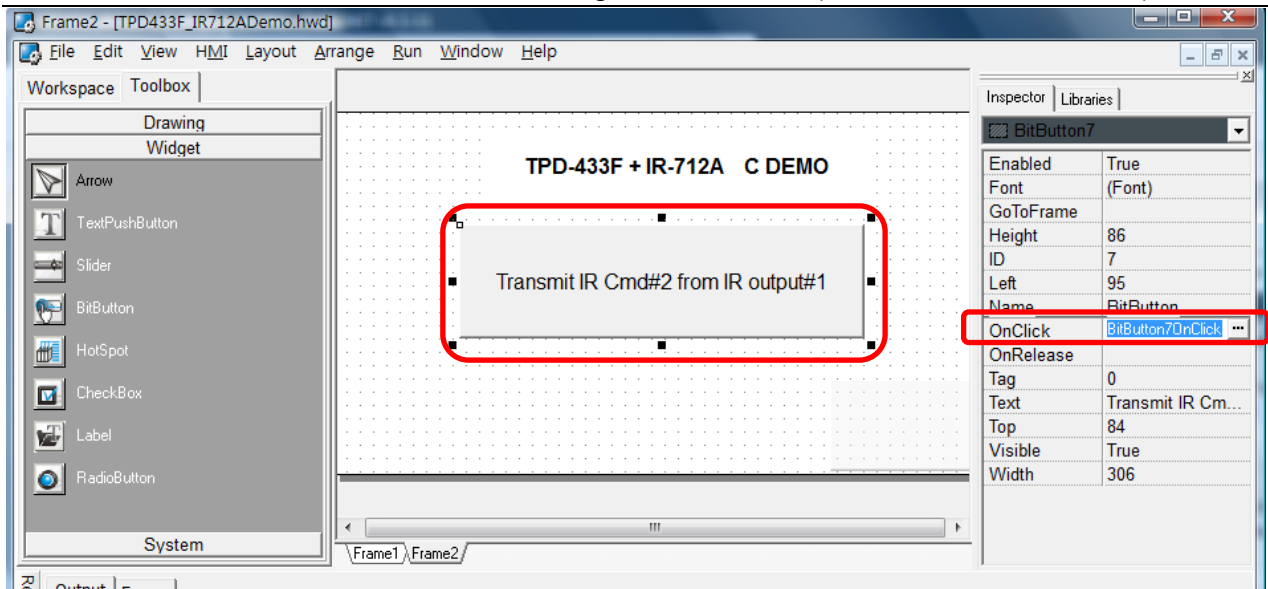 Frame2 - [TPD433F_IR712ADemo.hwd]
File Edit View HMI Layout Arrange Run Window Help
Workspace Toolbox
Drawing
Widget
Arrow
TextPushButton
Slider
BitButton
HotSpot
CheckBox
Label
RadioButton
System
TPD-433F + IR-712A C DEMO
Transmit IR Cmd#2 from IR output#1
Frame1 Frame2
Inspector Libraries
BitButton7
Enabled True
Font (Font)
GoToFrame
Height 86
ID 7
Left 95
Name BitButton
OnClick BitButton7OnClick ...
OnRelease
Tag 0
Text Transmit IR Cm...
Top 84
Visible True
Width 306
Output